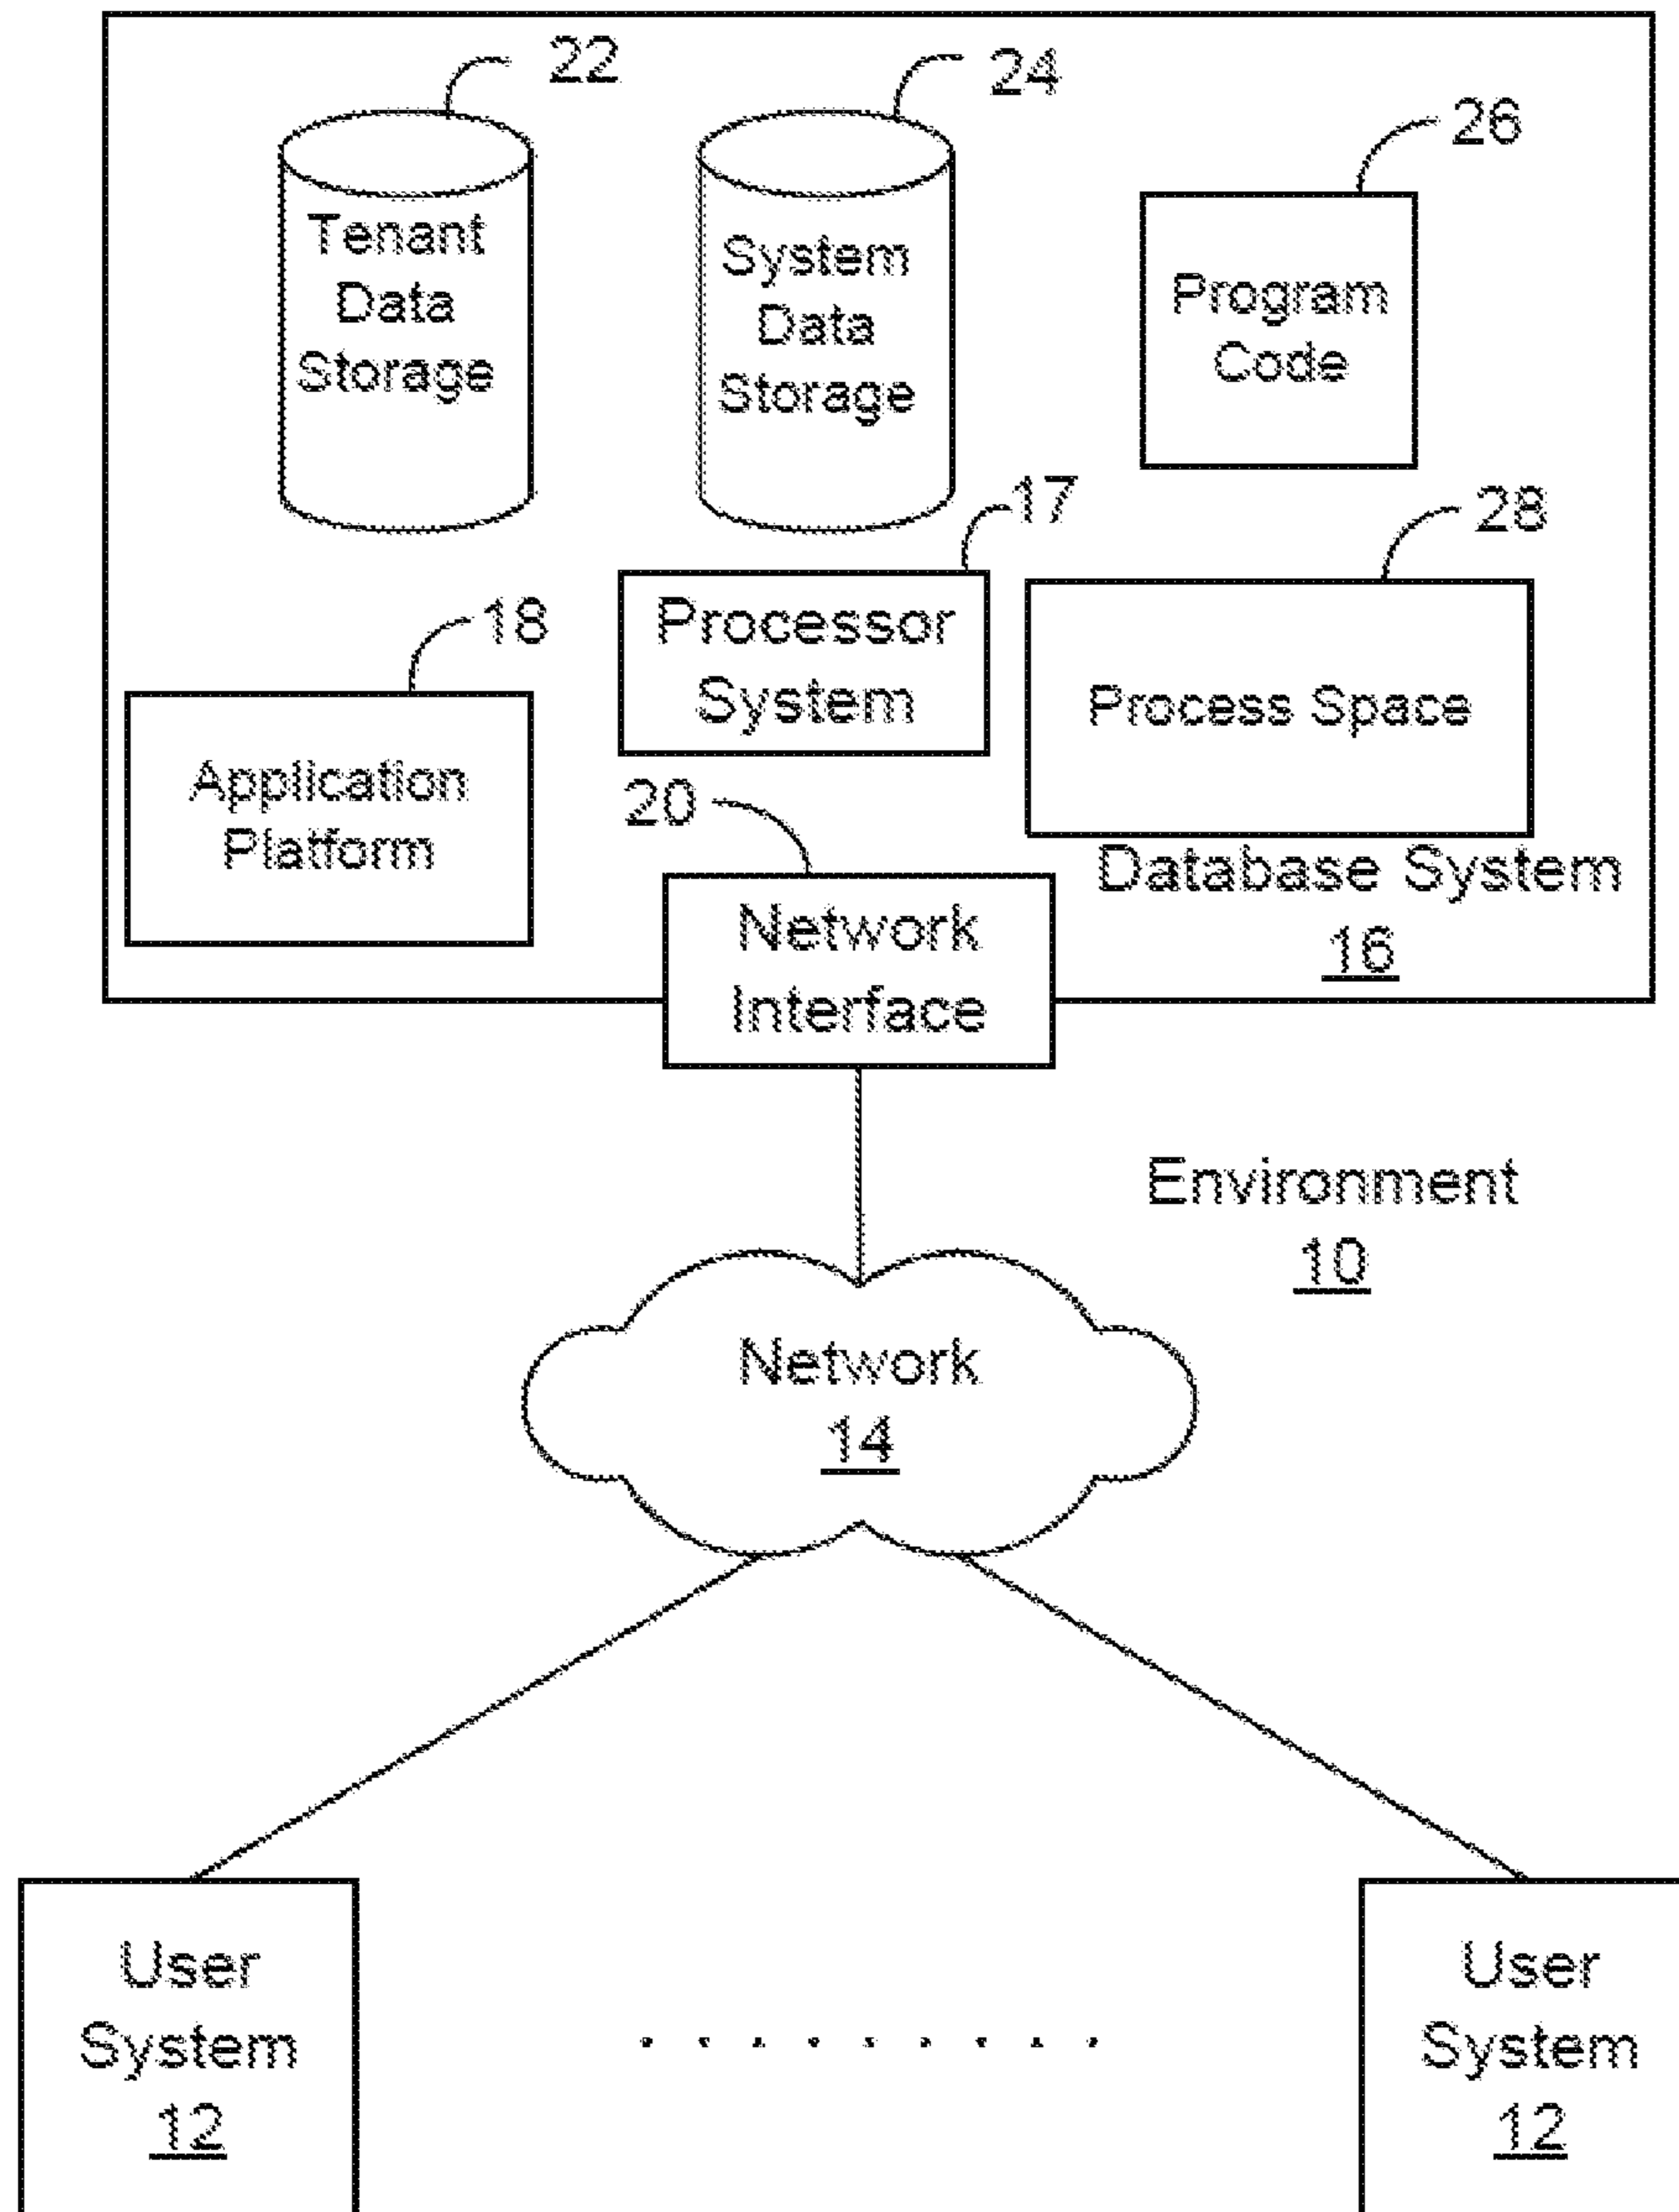 22
24
26
Tenant
Data
Storage
System
Data
Storage
Program
Code
17
28
18
Processor
System
Process Space
Application
Platform
20
Database System
16
Network
Interface
Environment
10
Network
14
User
System
12
User
System
12